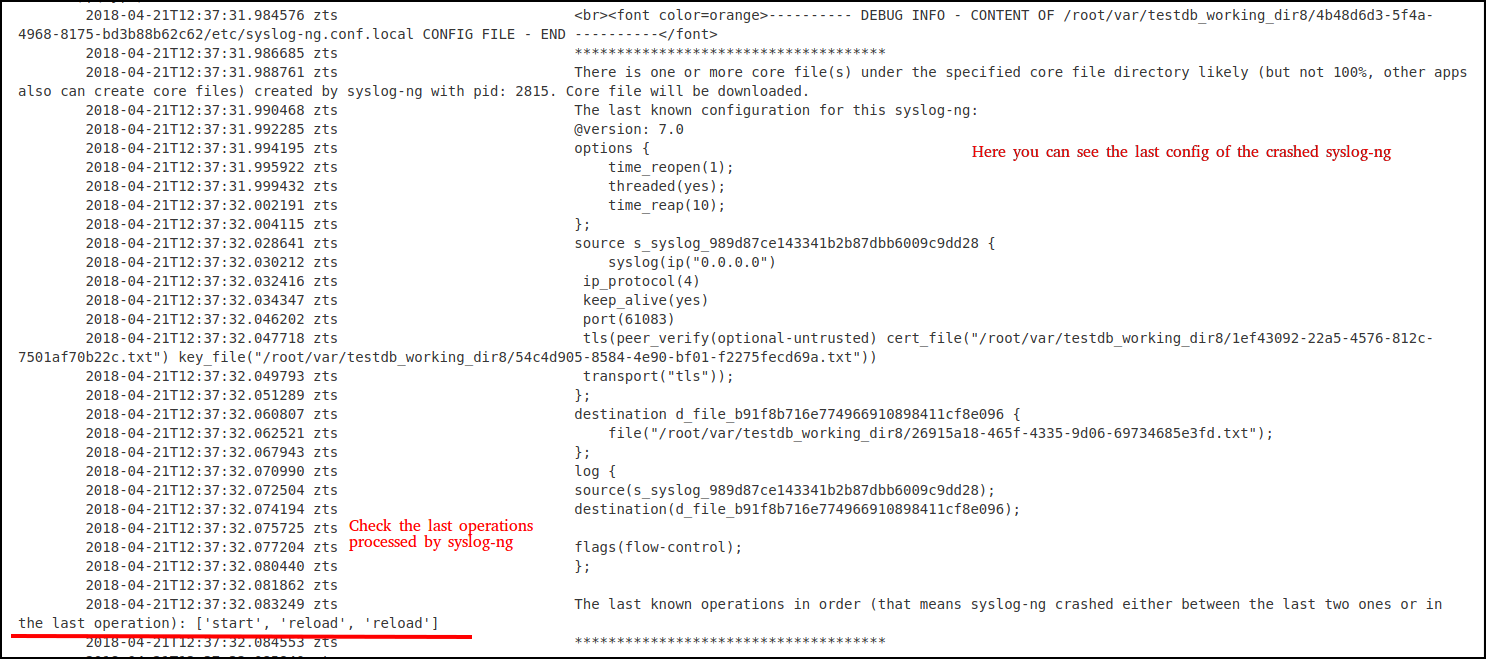 2018-04-21T12:37:31.984576 zts <br><font color=orange>---------- DEBUG INFO - CONTENT OF /root/var/testdb_working_dir8/4b48d6d3-5f4a-
4968-8175-bd3b88b62c62/etc/syslog-ng.conf.local CONFIG FILE - END ----------</font>
2018-04-21T12:37:31.986685 zts *************************************
2018-04-21T12:37:31.988761 zts There is one or more core file(s) under the specified core file directory likely (but not 100%, other apps
also can create core files) created by syslog-ng with pid: 2815. Core file will be downloaded.
2018-04-21T12:37:31.990468 zts The last known configuration for this syslog-ng:
2018-04-21T12:37:31.992285 zts @version: 7.0
2018-04-21T12:37:31.994195 zts options {
Here you can see the last config of the crashed syslog-ng
2018-04-21T12:37:31.995922 zts time_reopen(1);
2018-04-21T12:37:31.999432 zts threaded(yes);
2018-04-21T12:37:32.002191 zts time_reap(10);
2018-04-21T12:37:32.004115 zts };
2018-04-21T12:37:32.028641 zts source s_syslog_989d87ce143341b2b87dbb6009c9dd28 {
2018-04-21T12:37:32.030212 zts syslog(ip("0.0.0.0")
2018-04-21T12:37:32.032416 zts ip_protocol(4)
2018-04-21T12:37:32.034347 zts keep_alive(yes)
2018-04-21T12:37:32.046202 zts port(61083)
2018-04-21T12:37:32.047718 zts tls(peer_verify(optional-untrusted) cert_file("/root/var/testdb_working_dir8/1ef43092-22a5-4576-812c-
7501af70b22c.txt") key_file("/root/var/testdb_working_dir8/54c4d905-8584-4e90-bf01-f2275fecd69a.txt"))
2018-04-21T12:37:32.049793 zts transport("tls"));
2018-04-21T12:37:32.051289 zts };
2018-04-21T12:37:32.060807 zts destination d_file_b91f8b716e774966910898411cf8e096 {
2018-04-21T12:37:32.062521 zts file("/root/var/testdb_working_dir8/26915a18-465f-4335-9d06-69734685e3fd.txt");
2018-04-21T12:37:32.067943 zts };
2018-04-21T12:37:32.070990 zts log {
2018-04-21T12:37:32.072504 zts source(s_syslog_989d87ce143341b2b87dbb6009c9dd28);
2018-04-21T12:37:32.074194 zts destination(d_file_b91f8b716e774966910898411cf8e096);
2018-04-21T12:37:32.075725 zts
Check the last operations
processed by syslog-ng
2018-04-21T12:37:32.077204 zts flags(flow-control);
2018-04-21T12:37:32.080440 zts };
2018-04-21T12:37:32.081862 zts
2018-04-21T12:37:32.083249 zts The last known operations in order (that means syslog-ng crashed either between the last two ones or in
the last operation): ['start', 'reload', 'reload']
2018-04-21T12:37:32.084553 zts *************************************